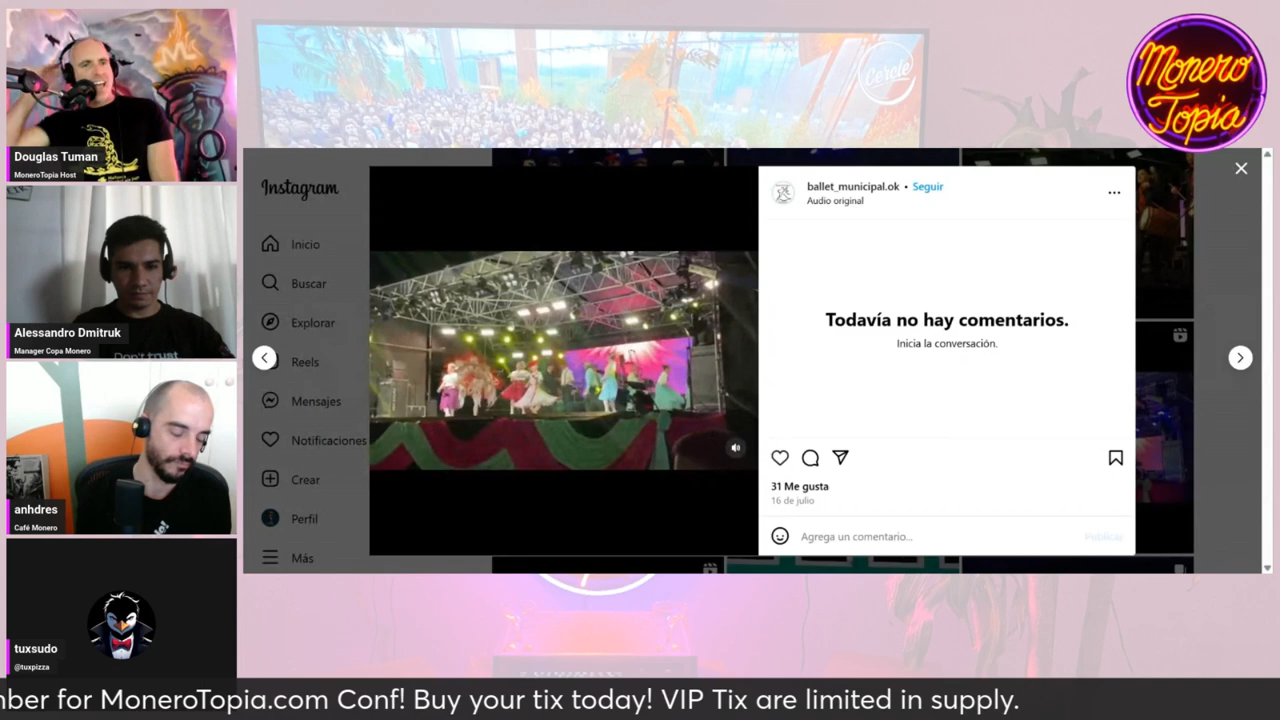 Cercle
Monero
Topia
Douglas Tuman
MoneroTopia Host
Alessandro Dmitruk
Manager Copa Monero
Don't trust
anhdres
Café Monero
tuxsudo
@tuxpizza
Instagram
Inicio
Buscar
Explorar
Reels
Mensajes
Notificaciones
Crear
Perfil
Más
ballet_municipal.ok • Seguir
Audio original
Todavía no hay comentarios.
Inicia la conversación.
31 Me gusta
16 de julio
Agrega un comentario...
Publicar
nber for MoneroTopia.com Conf! Buy your tix today! VIP Tix are limited in supply.